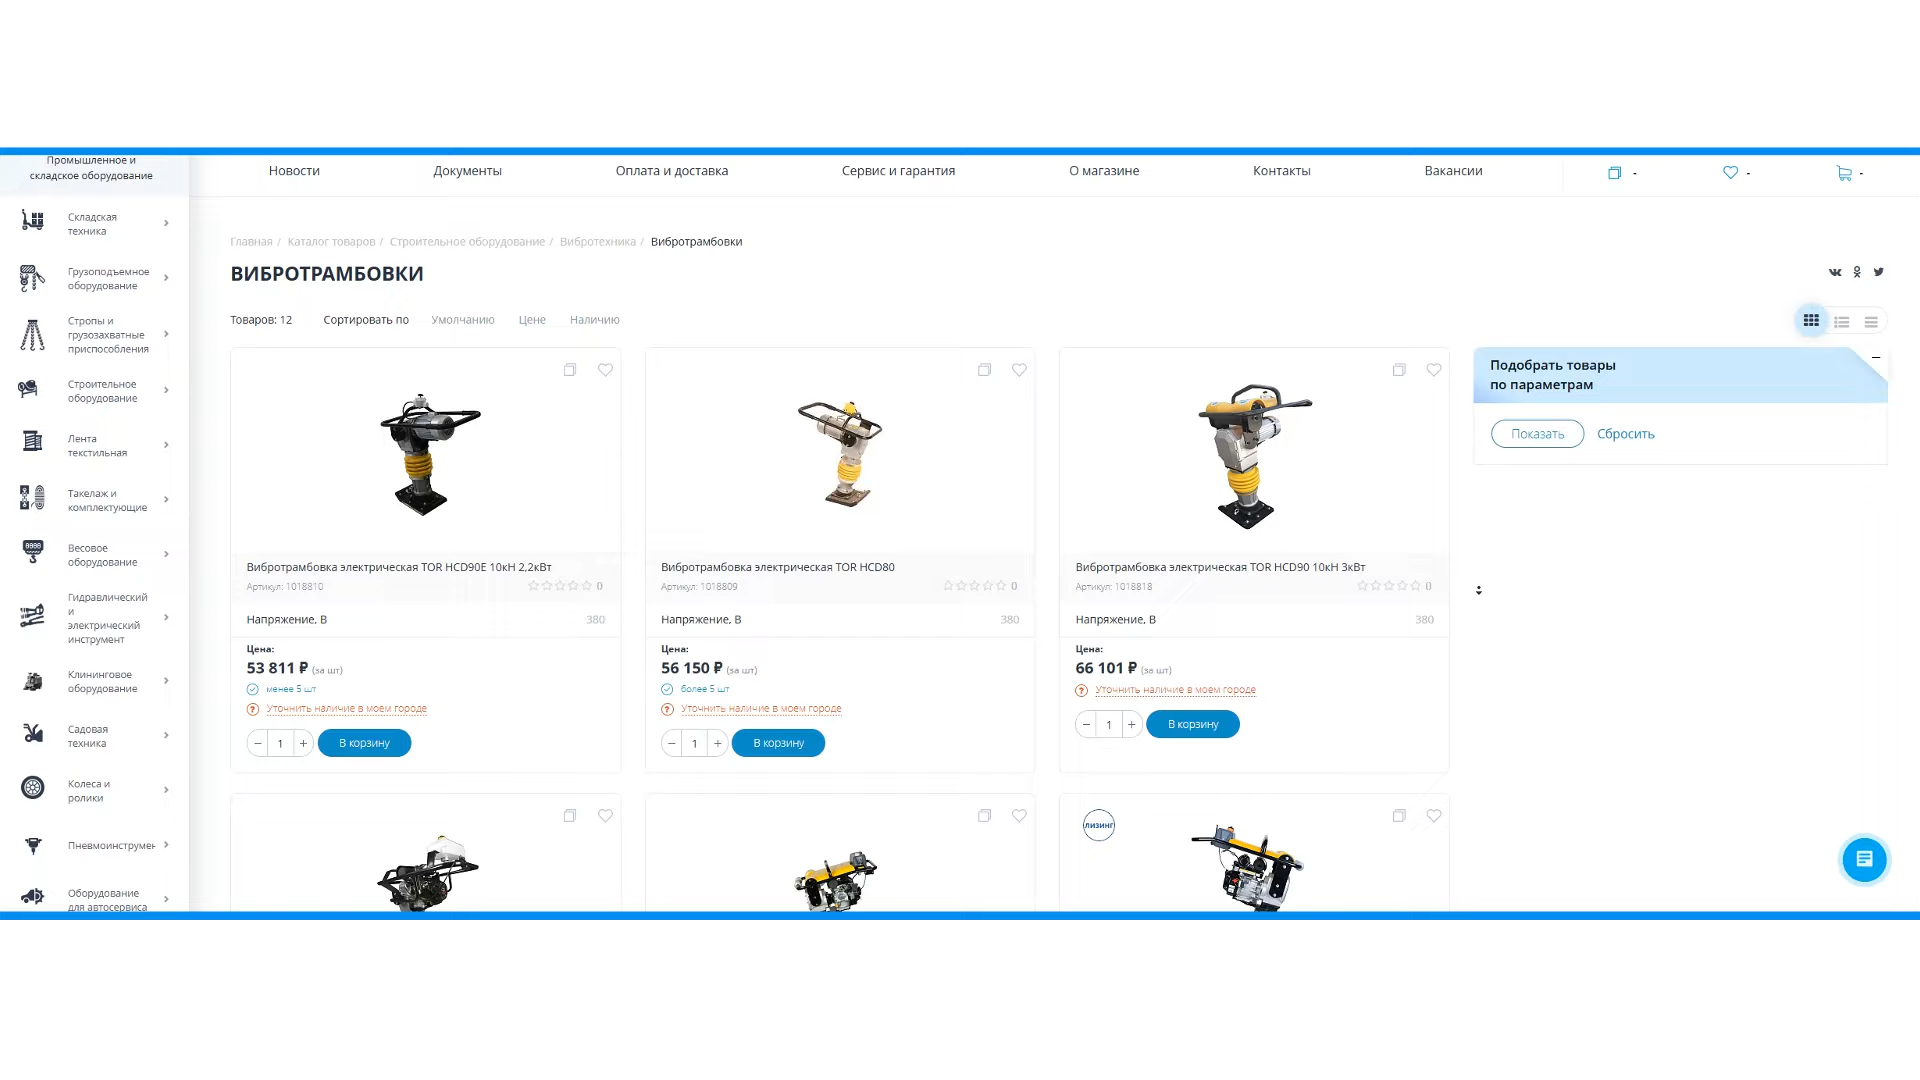 Промышленное и
складское оборудование
Новости
Документы
Оплата и доставка
Сервис и гарантия
О магазине
Контакты
Вакансии
-
-
-
Складская
техника
Грузоподъемное
оборудование
Стропы и
грузозахватные
приспособления
Строительное
оборудование
Лента
текстильная
Такелаж и
комплектующие
Весовое
оборудование
Гидравлический
и
электрический
инструмент
Клининговое
оборудование
Садовая
техника
Колеса и
ролики
Пневмоинструмен
Оборудование
для автосервиса
Главная / Каталог товаров / Строительное оборудование / Вибротехника / Вибротрамбовки
ВИБРОТРАМБОВКИ
Товаров: 12 Сортировать по Умолчанию Цене Наличию
Подобрать товары
по параметрам
Показать Сбросить
Вибротрамбовка электрическая TOR HCD90E 10кН 2,2кВт
Артикул: 1018810 0
Напряжение, В 380
Цена:
53 811 ₽ (за шт)
менее 5 шт
? Уточнить наличие в моем городе
− 1 + В корзину
Вибротрамбовка электрическая TOR HCD80
Артикул: 1018809 0
Напряжение, В 380
Цена:
56 150 ₽ (за шт)
более 5 шт
? Уточнить наличие в моем городе
− 1 + В корзину
Вибротрамбовка электрическая TOR HCD90 10кН 3кВт
Артикул: 1018818 0
Напряжение, В 380
Цена:
66 101 ₽ (за шт)
? Уточнить наличие в моем городе
− 1 + В корзину
ЛИЗИНГ